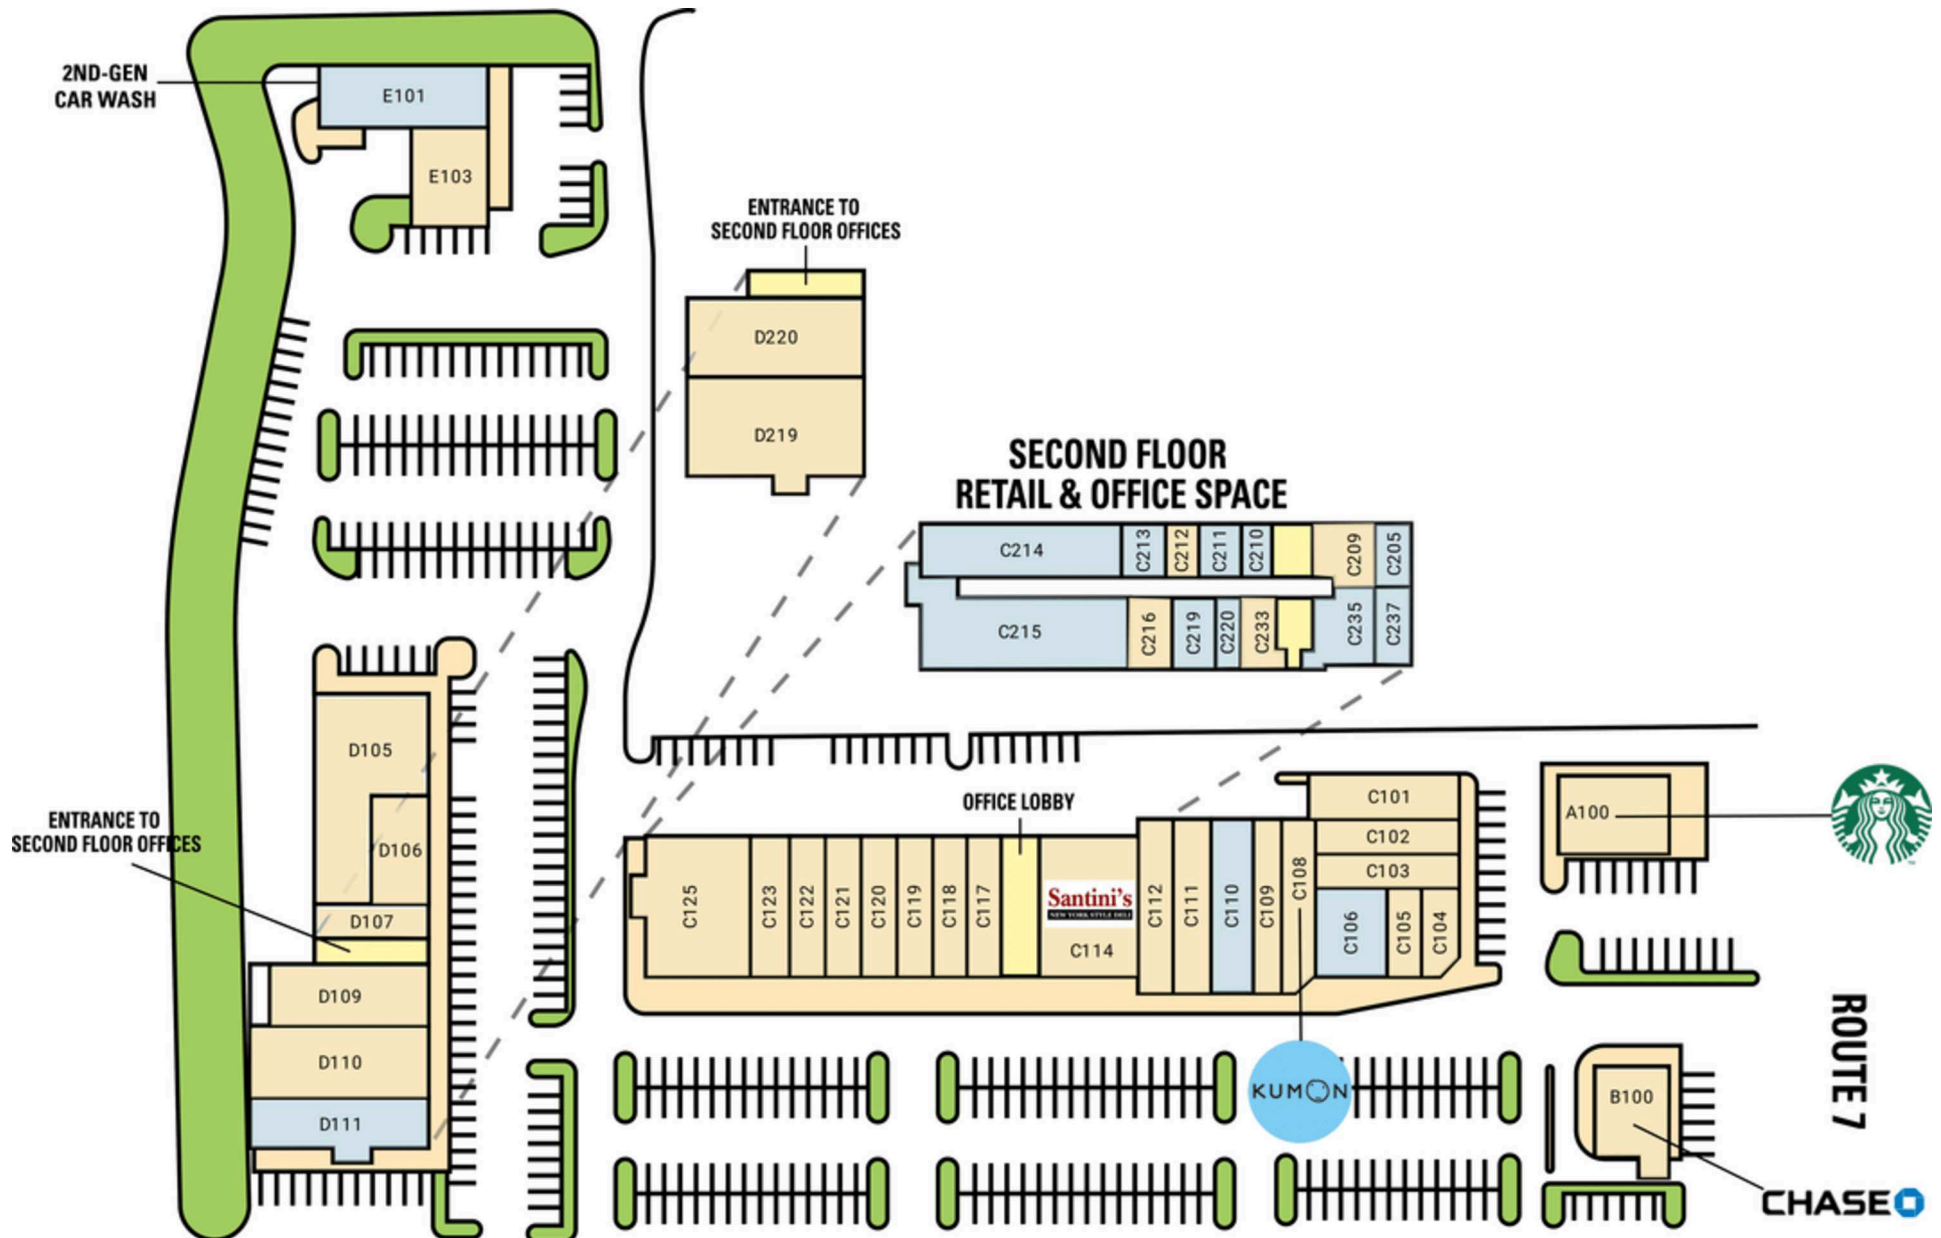 2ND-GEN
CAR WASH
E101
E103
ENTRANCE TO
SECOND FLOOR OFFICES
D220
D219
SECOND FLOOR
RETAIL & OFFICE SPACE
C214
C213
C212
C211
C210
C209
C205
C215
C216
C219
C220
C233
C235
C237
D105
D106
ENTRANCE TO
SECOND FLOOR OFFICES
D107
D109
D110
D111
OFFICE LOBBY
C125
C123
C122
C121
C120
C119
C118
C117
Santini's
NEW YORK STYLE DELI
C114
C112
C111
C110
C109
C108
C101
C102
C103
C106
C105
C104
A100
KUMON
B100
ROUTE 7
CHASE